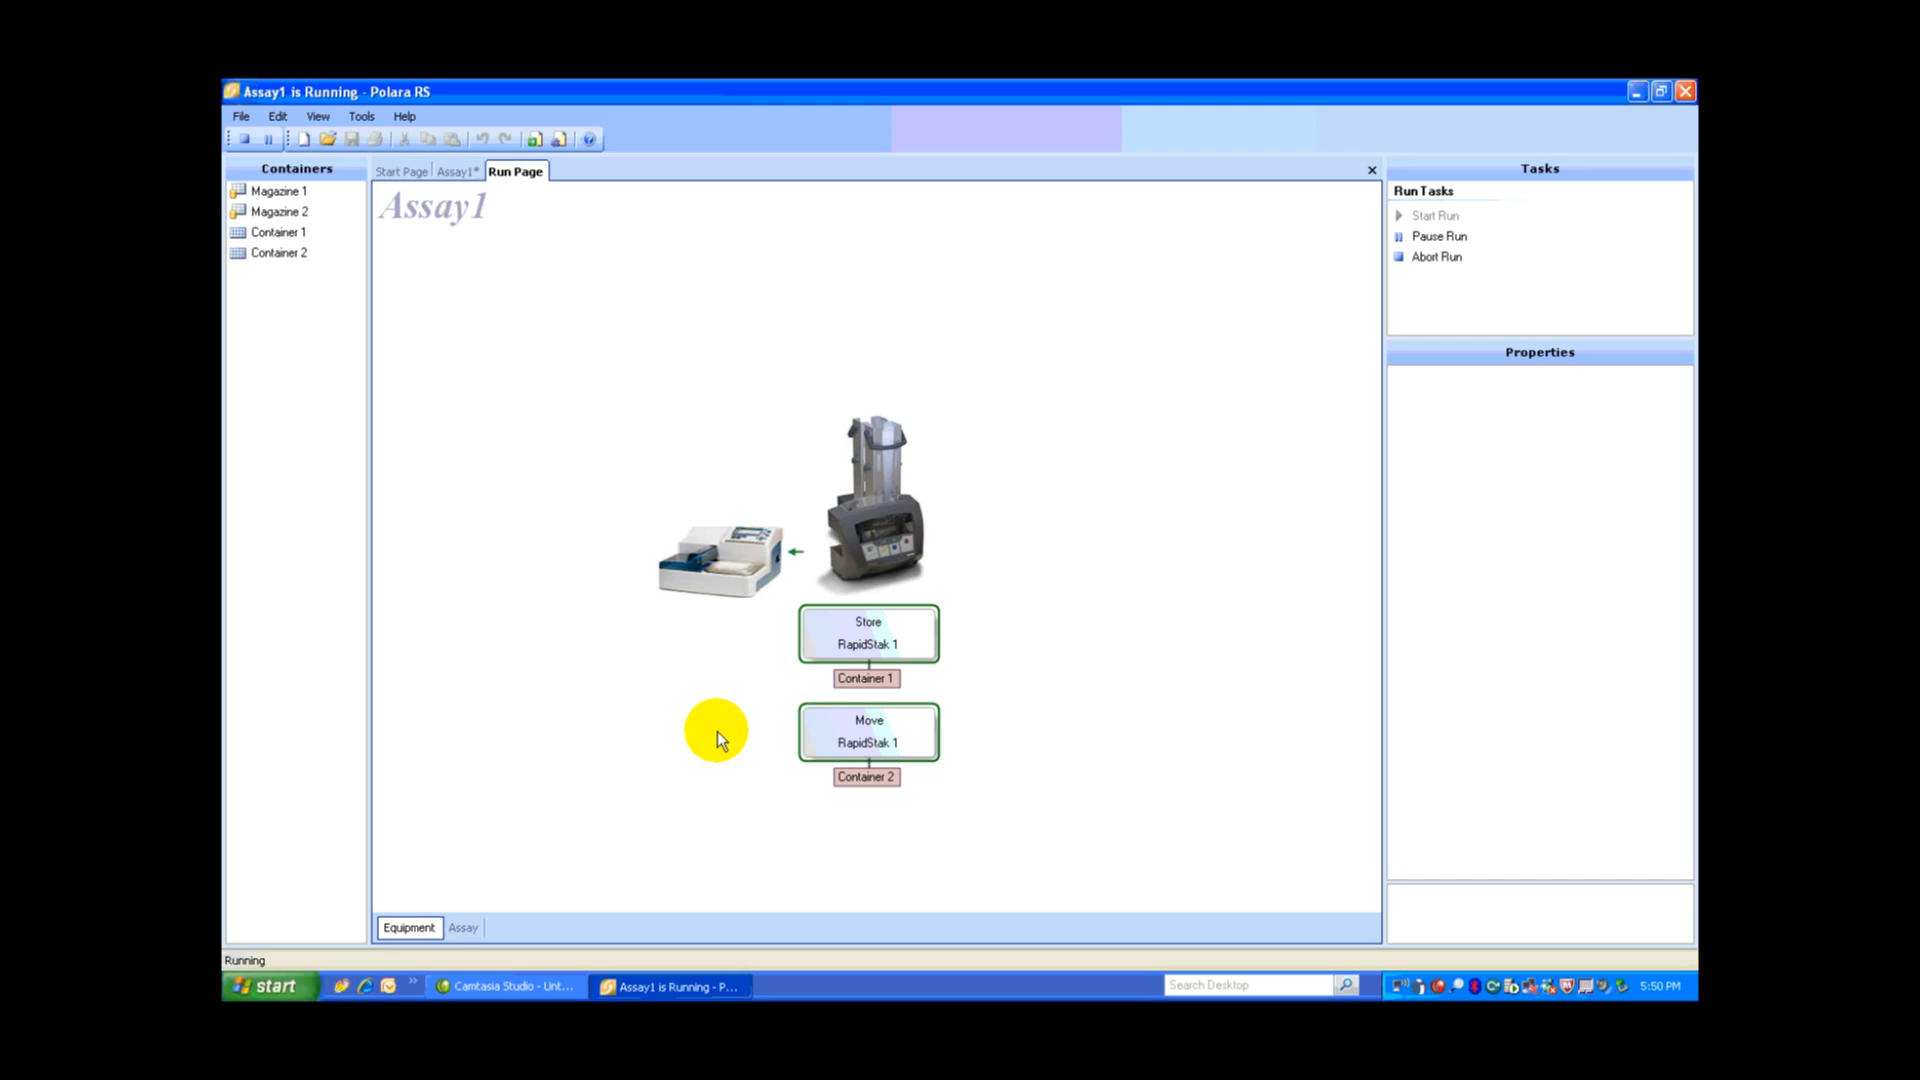 Assay1 is Running - Polara RS
File Edit View Tools Help
Containers
Magazine 1
Magazine 2
Container 1
Container 2
Start Page Assay1* Run Page
Assay1
Store
RapidStak 1
Container 1
Move
RapidStak 1
Container 2
Equipment Assay
Tasks
Run Tasks
Start Run
Pause Run
Abort Run
Properties
Running
start
Camtasia Studio - Unt...
Assay1 is Running - P...
Search Desktop
5:50 PM